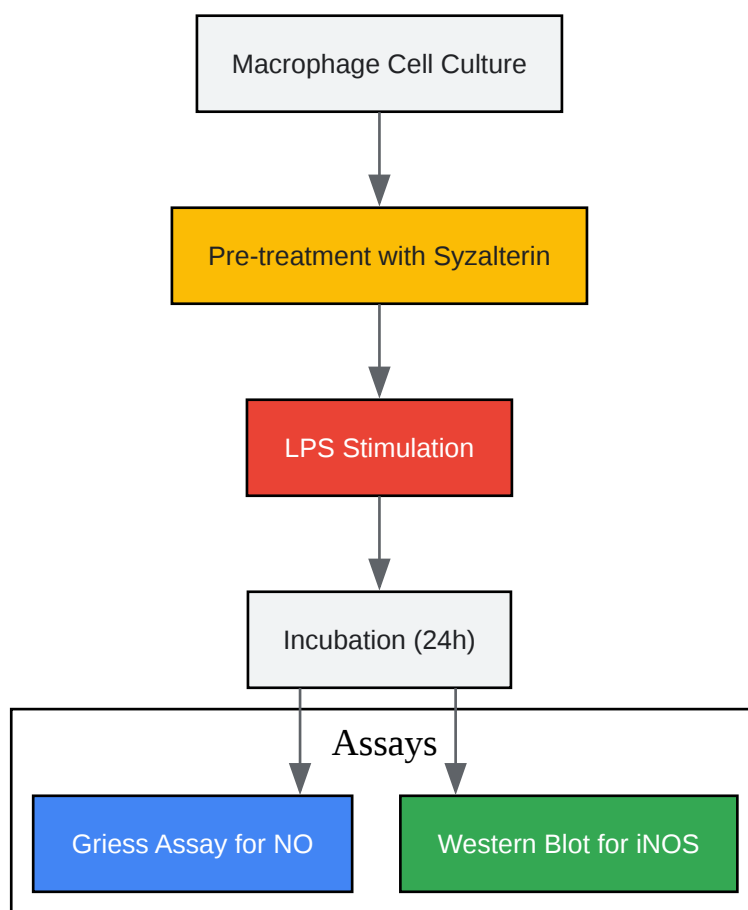 Macrophage Cell Culture
Pre-treatment with Syzalterin
LPS Stimulation
Incubation (24h)
Assays
Griess Assay for NO
Western Blot for iNOS